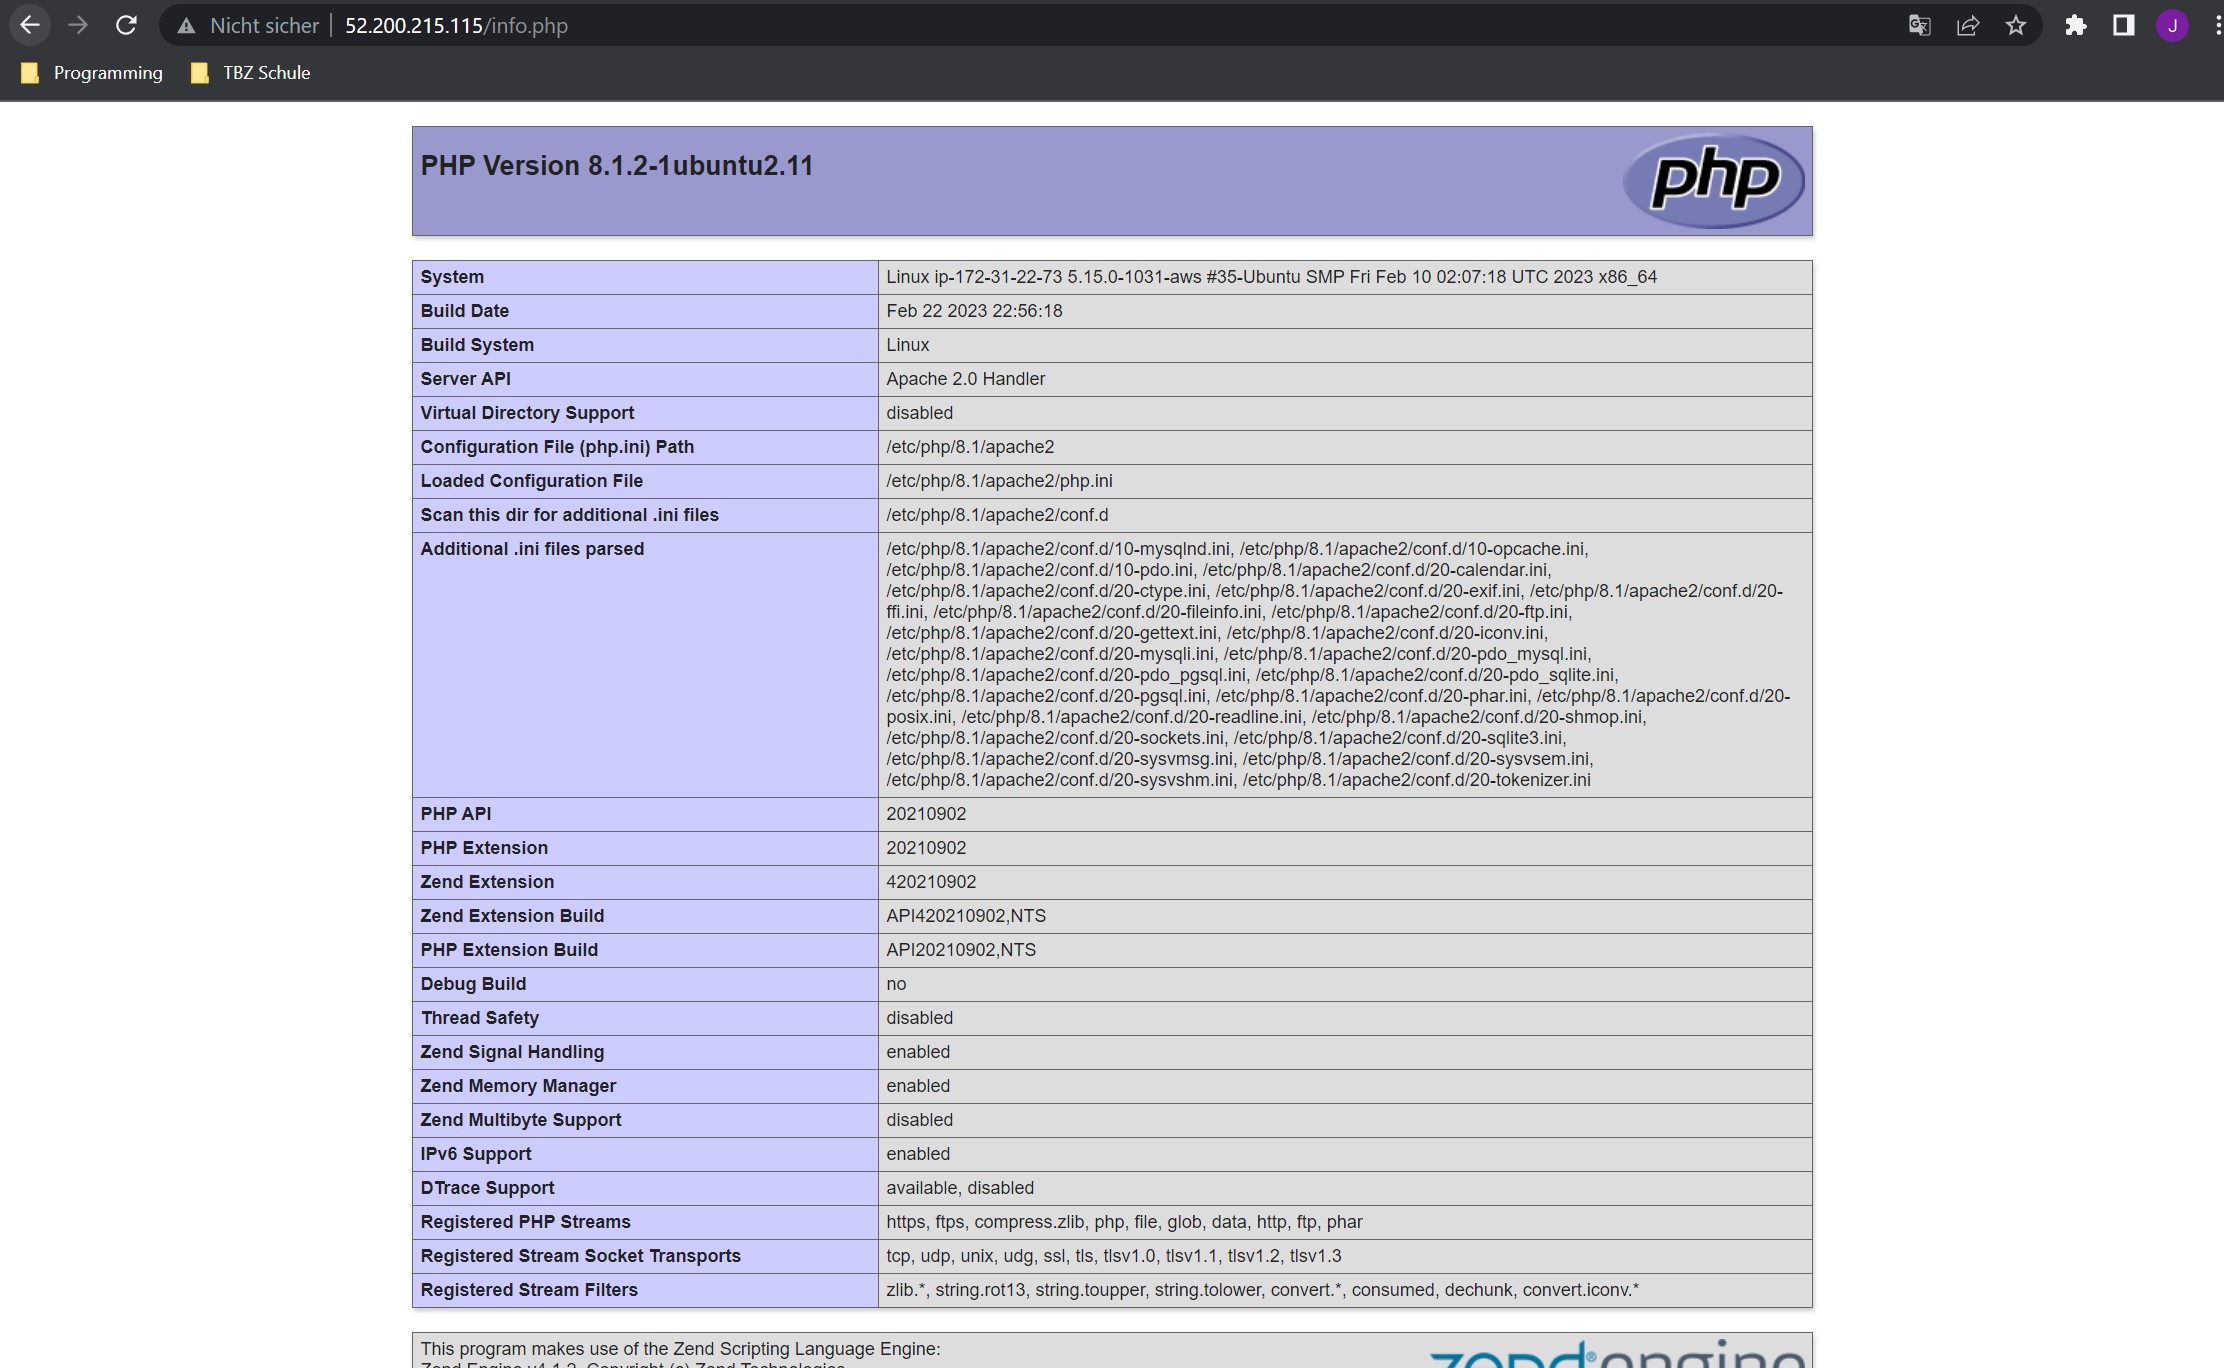 Nicht sicher | 52.200.215.115/info.php
J
Programming TBZ Schule
PHP Version 8.1.2-1ubuntu2.11
php
System Linux ip-172-31-22-73 5.15.0-1031-aws #35-Ubuntu SMP Fri Feb 10 02:07:18 UTC 2023 x86_64
Build Date Feb 22 2023 22:56:18
Build System Linux
Server API Apache 2.0 Handler
Virtual Directory Support disabled
Configuration File (php.ini) Path /etc/php/8.1/apache2
Loaded Configuration File /etc/php/8.1/apache2/php.ini
Scan this dir for additional .ini files /etc/php/8.1/apache2/conf.d
Additional .ini files parsed /etc/php/8.1/apache2/conf.d/10-mysqlnd.ini, /etc/php/8.1/apache2/conf.d/10-opcache.ini,
/etc/php/8.1/apache2/conf.d/10-pdo.ini, /etc/php/8.1/apache2/conf.d/20-calendar.ini,
/etc/php/8.1/apache2/conf.d/20-ctype.ini, /etc/php/8.1/apache2/conf.d/20-exif.ini, /etc/php/8.1/apache2/conf.d/20-
ffi.ini, /etc/php/8.1/apache2/conf.d/20-fileinfo.ini, /etc/php/8.1/apache2/conf.d/20-ftp.ini,
/etc/php/8.1/apache2/conf.d/20-gettext.ini, /etc/php/8.1/apache2/conf.d/20-iconv.ini,
/etc/php/8.1/apache2/conf.d/20-mysqli.ini, /etc/php/8.1/apache2/conf.d/20-pdo_mysql.ini,
/etc/php/8.1/apache2/conf.d/20-pdo_pgsql.ini, /etc/php/8.1/apache2/conf.d/20-pdo_sqlite.ini,
/etc/php/8.1/apache2/conf.d/20-pgsql.ini, /etc/php/8.1/apache2/conf.d/20-phar.ini, /etc/php/8.1/apache2/conf.d/20-
posix.ini, /etc/php/8.1/apache2/conf.d/20-readline.ini, /etc/php/8.1/apache2/conf.d/20-shmop.ini,
/etc/php/8.1/apache2/conf.d/20-sockets.ini, /etc/php/8.1/apache2/conf.d/20-sqlite3.ini,
/etc/php/8.1/apache2/conf.d/20-sysvmsg.ini, /etc/php/8.1/apache2/conf.d/20-sysvsem.ini,
/etc/php/8.1/apache2/conf.d/20-sysvshm.ini, /etc/php/8.1/apache2/conf.d/20-tokenizer.ini
PHP API 20210902
PHP Extension 20210902
Zend Extension 420210902
Zend Extension Build API420210902,NTS
PHP Extension Build API20210902,NTS
Debug Build no
Thread Safety disabled
Zend Signal Handling enabled
Zend Memory Manager enabled
Zend Multibyte Support disabled
IPv6 Support enabled
DTrace Support available, disabled
Registered PHP Streams https, ftps, compress.zlib, php, file, glob, data, http, ftp, phar
Registered Stream Socket Transports tcp, udp, unix, udg, ssl, tls, tlsv1.0, tlsv1.1, tlsv1.2, tlsv1.3
Registered Stream Filters zlib.*, string.rot13, string.toupper, string.tolower, convert.*, consumed, dechunk, convert.iconv.*
This program makes use of the Zend Scripting Language Engine:
zend®engine